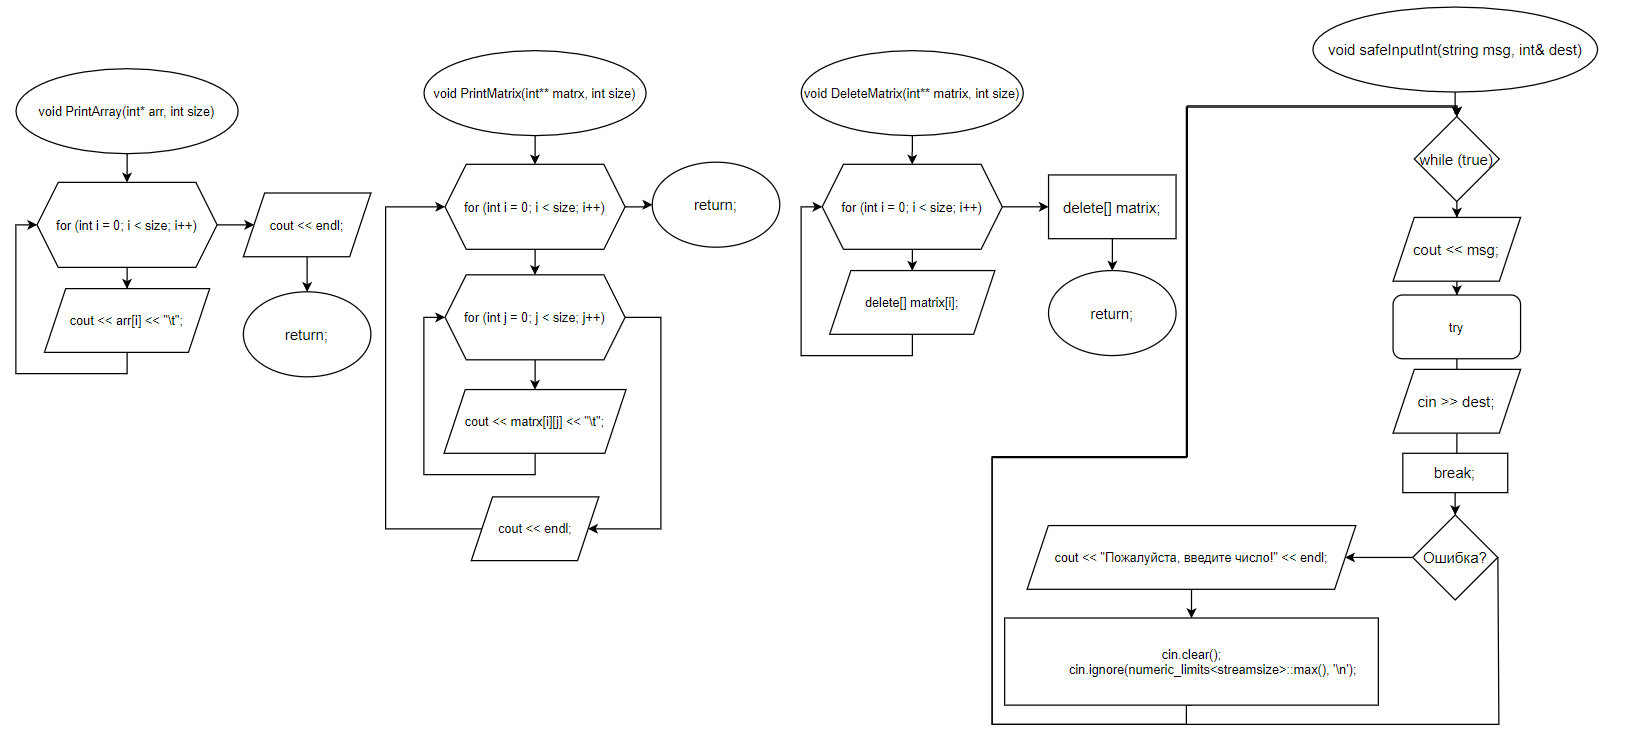 void PrintArray(int* arr, int size)
for (int i = 0; i < size; i++)
cout << endl;
cout << arr[i] << "\t";
return;
void PrintMatrix(int** matrx, int size)
for (int i = 0; i < size; i++)
return;
for (int j = 0; j < size; j++)
cout << matrx[i][j] << "\t";
cout << endl;
void DeleteMatrix(int** matrix, int size)
for (int i = 0; i < size; i++)
delete[] matrix;
delete[] matrix[i];
return;
void safeInputInt(string msg, int& dest)
while (true)
cout << msg;
try
cin >> dest;
break;
Ошибка?
cout << "Пожалуйста, введите число!" << endl;
cin.clear();
cin.ignore(numeric_limits<streamsize>::max(), '\n');